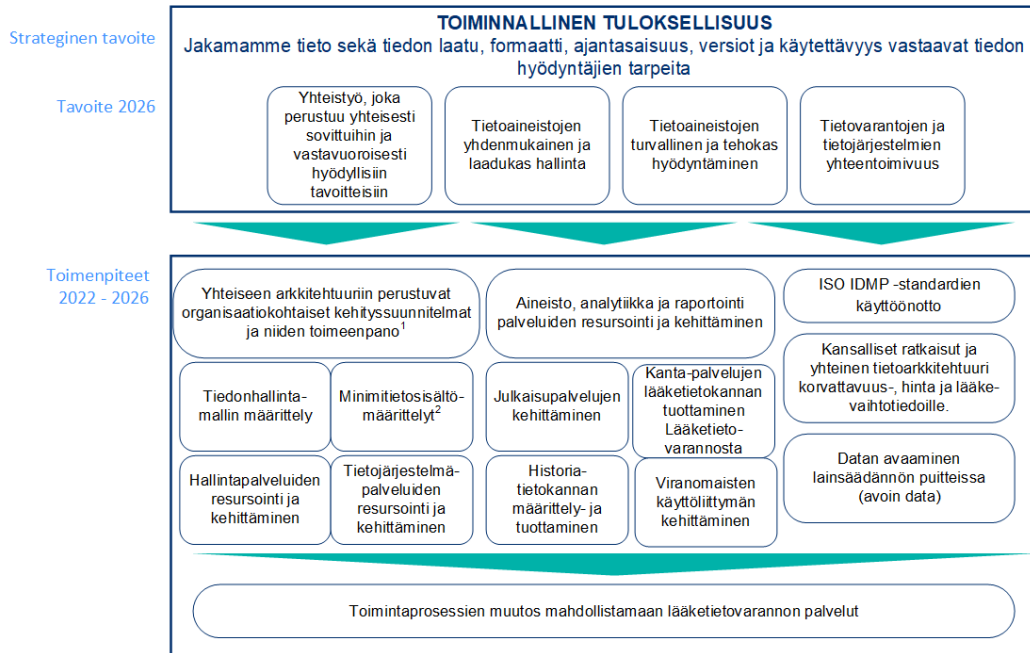 Strateginen tavoite
TOIMINNALLINEN TULOKSELLISUUS
Jakamamme tieto sekä tiedon laatu, formaatti, ajantasaisuus, versiot ja käytettävyys vastaavat tiedon
hyödyntäjien tarpeita
Tavoite 2026
Yhteistyö, joka
perustuu yhteisesti
sovittuihin ja
vastavuoroisesti
hyödyllisiin
tavoitteisiin
Tietoaineistojen
yhdenmukainen ja
laadukas hallinta
Tietoaineistojen
turvallinen ja tehokas
hyödyntäminen
Tietovarantojen ja
tietojärjestelmien
yhteentoimivuus
Toimenpiteet
2022 - 2026
Yhteiseen arkkitehtuuriin perustuvat
organisaatiokohtaiset kehityssuunnitelmat
ja niiden toimeenpano¹
Aineisto, analytiikka ja raportointi
palveluiden resursointi ja kehittäminen
ISO IDMP -standardien
käyttöönotto
Tiedonhallinta-
mallin määrittely
Minimitietosisältö-
määrittelyt²
Julkaisupalvelujen
kehittäminen
Kanta-palvelujen
lääketietokannan
tuottaminen
Lääketieto-
varannosta
Kansalliset ratkaisut ja
yhteinen tietoarkkitehtuuri
korvattavuus-, hinta ja lääke-
vaihtotiedoille.
Hallintapalveluiden
resursointi ja
kehittäminen
Tietojärjestelmä-
palveluiden
resursointi ja
kehittäminen
Historia-
tietokannan
määrittely- ja
tuottaminen
Viranomaisten
käyttöliittymän
kehittäminen
Datan avaaminen
lainsäädännön puitteissa
(avoin data)
Toimintaprosessien muutos mahdollistamaan lääketietovarannon palvelut